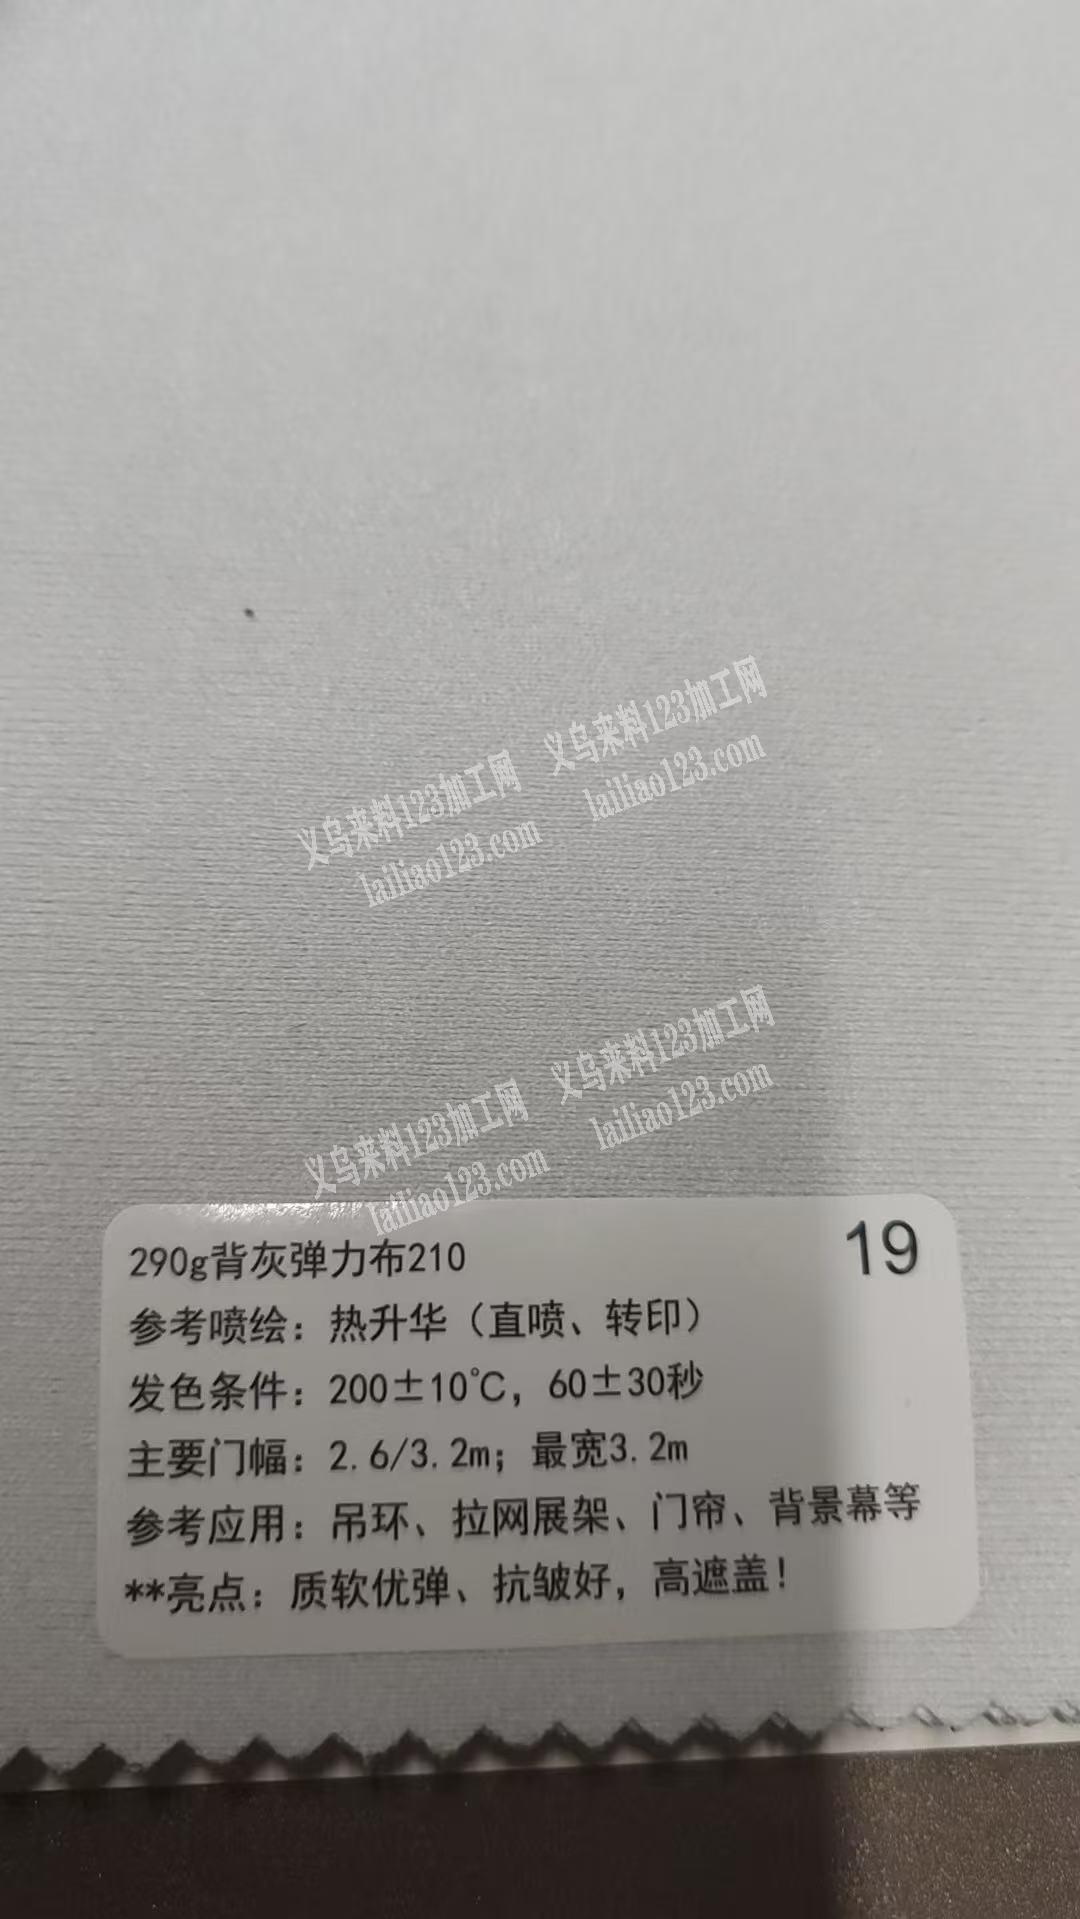 义乌来料123加工网
lailiao123.com
义乌来料123加工网
lailiao123.com
义乌来料123加工网
lailiao123.com
义乌来料123加工网
lailiao123.com
290g背灰弹力布210
19
参考喷绘：热升华（直喷、转印）
发色条件：200±10℃，60±30秒
主要门幅：2.6/3.2m；最宽3.2m
参考应用：吊环、拉网展架、门帘、背景幕等
**亮点：质软优弹、抗皱好，高遮盖！